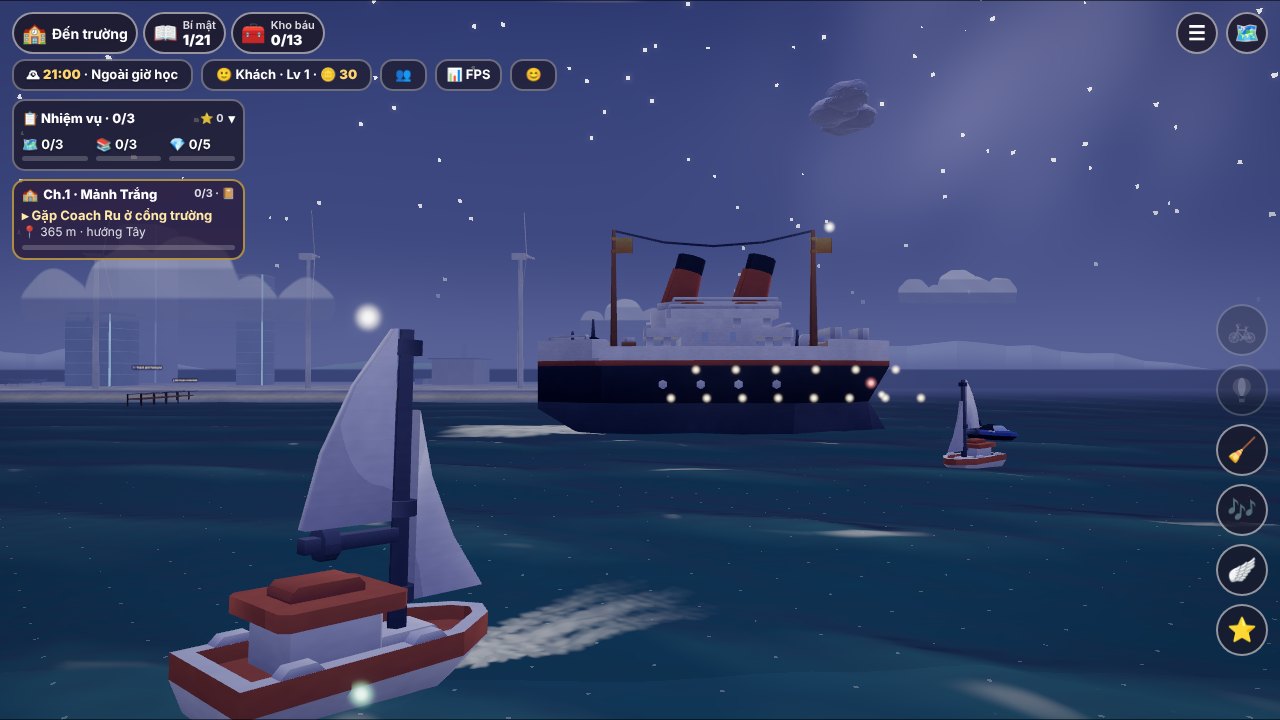 Đến trường
Bí mật
1/21
Kho báu
0/13
21:00 · Ngoài giờ học
Khách · Lv 1 · 30
FPS
Nhiệm vụ · 0/3
0 ▼
0/3
0/3
0/5
Ch.1 · Mảnh Trắng
0/3 ·
▸ Gặp Coach Ru ở cổng trường
365 m · hướng Tây